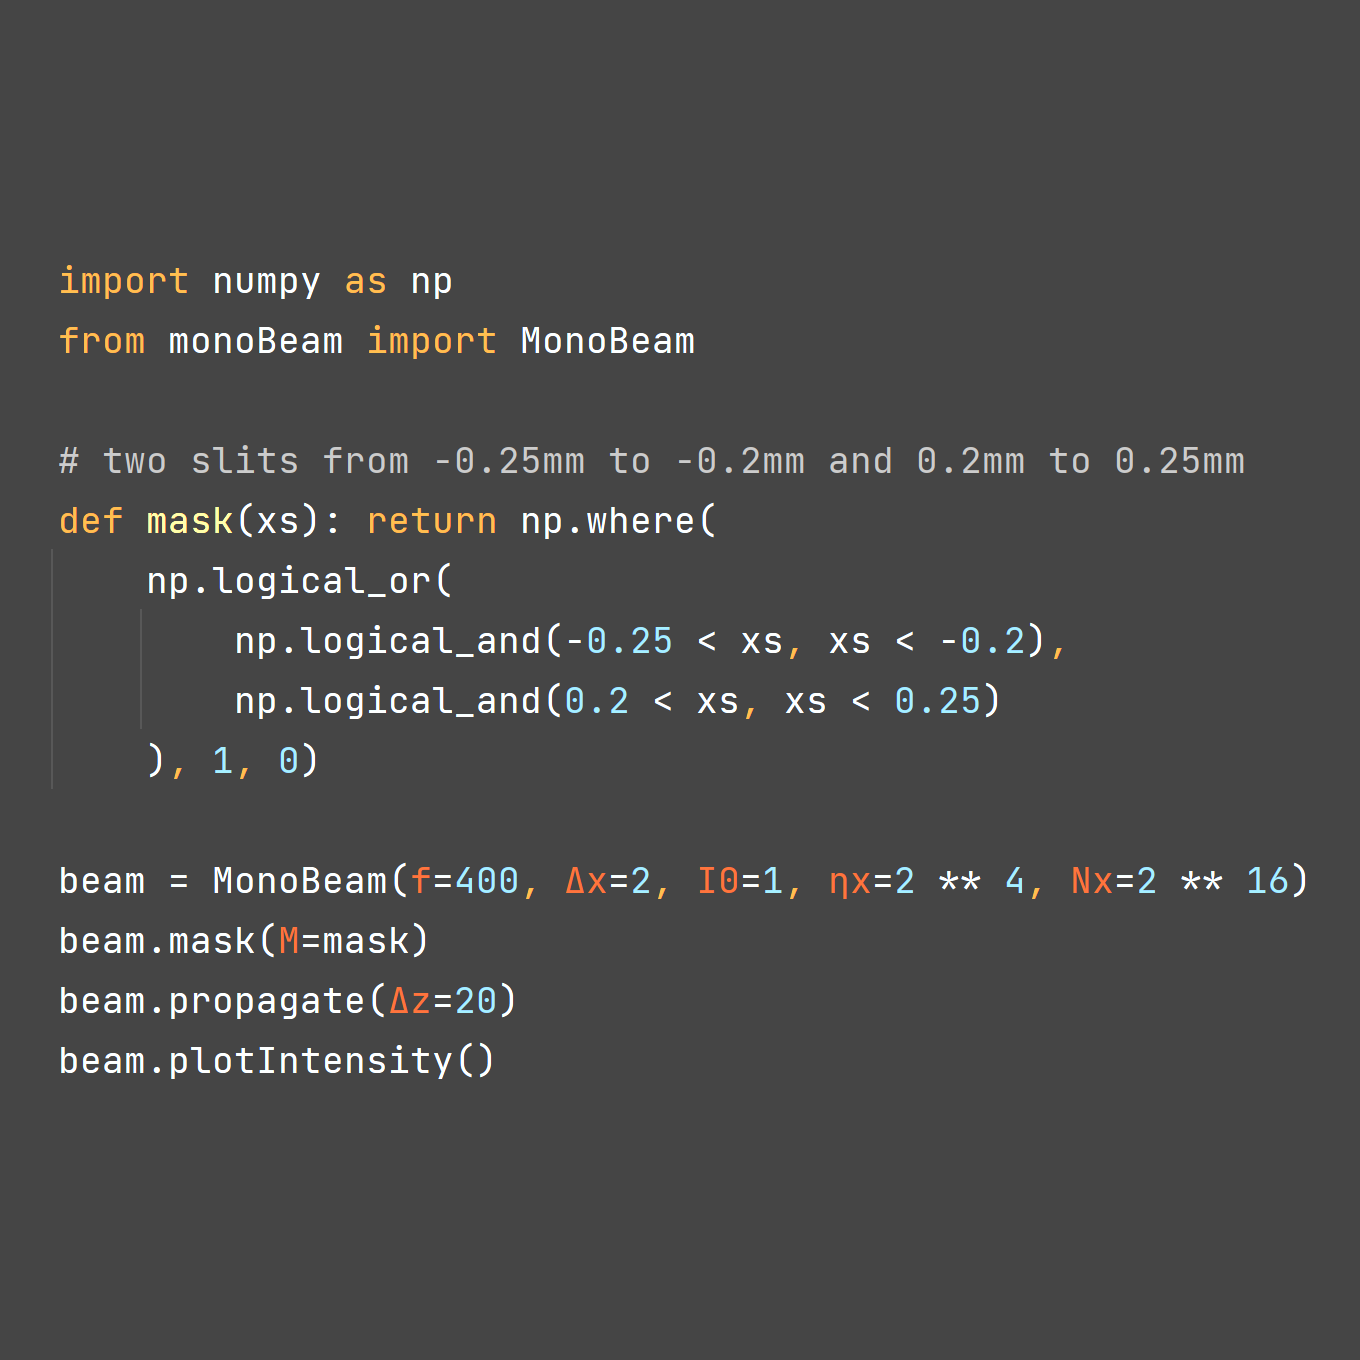 import numpy as np
from monoBeam import MonoBeam
# two slits from -0.25mm to -0.2mm and 0.2mm to 0.25mm
def mask(xs): return np.where(
    np.logical_or(
        np.logical_and(-0.25 < xs, xs < -0.2),
        np.logical_and(0.2 < xs, xs < 0.25)
    ), 1, 0)
beam = MonoBeam(f=400, Δx=2, I0=1, ηx=2 ** 4, Nx=2 ** 16)
beam.mask(M=mask)
beam.propagate(Δz=20)
beam.plotIntensity()